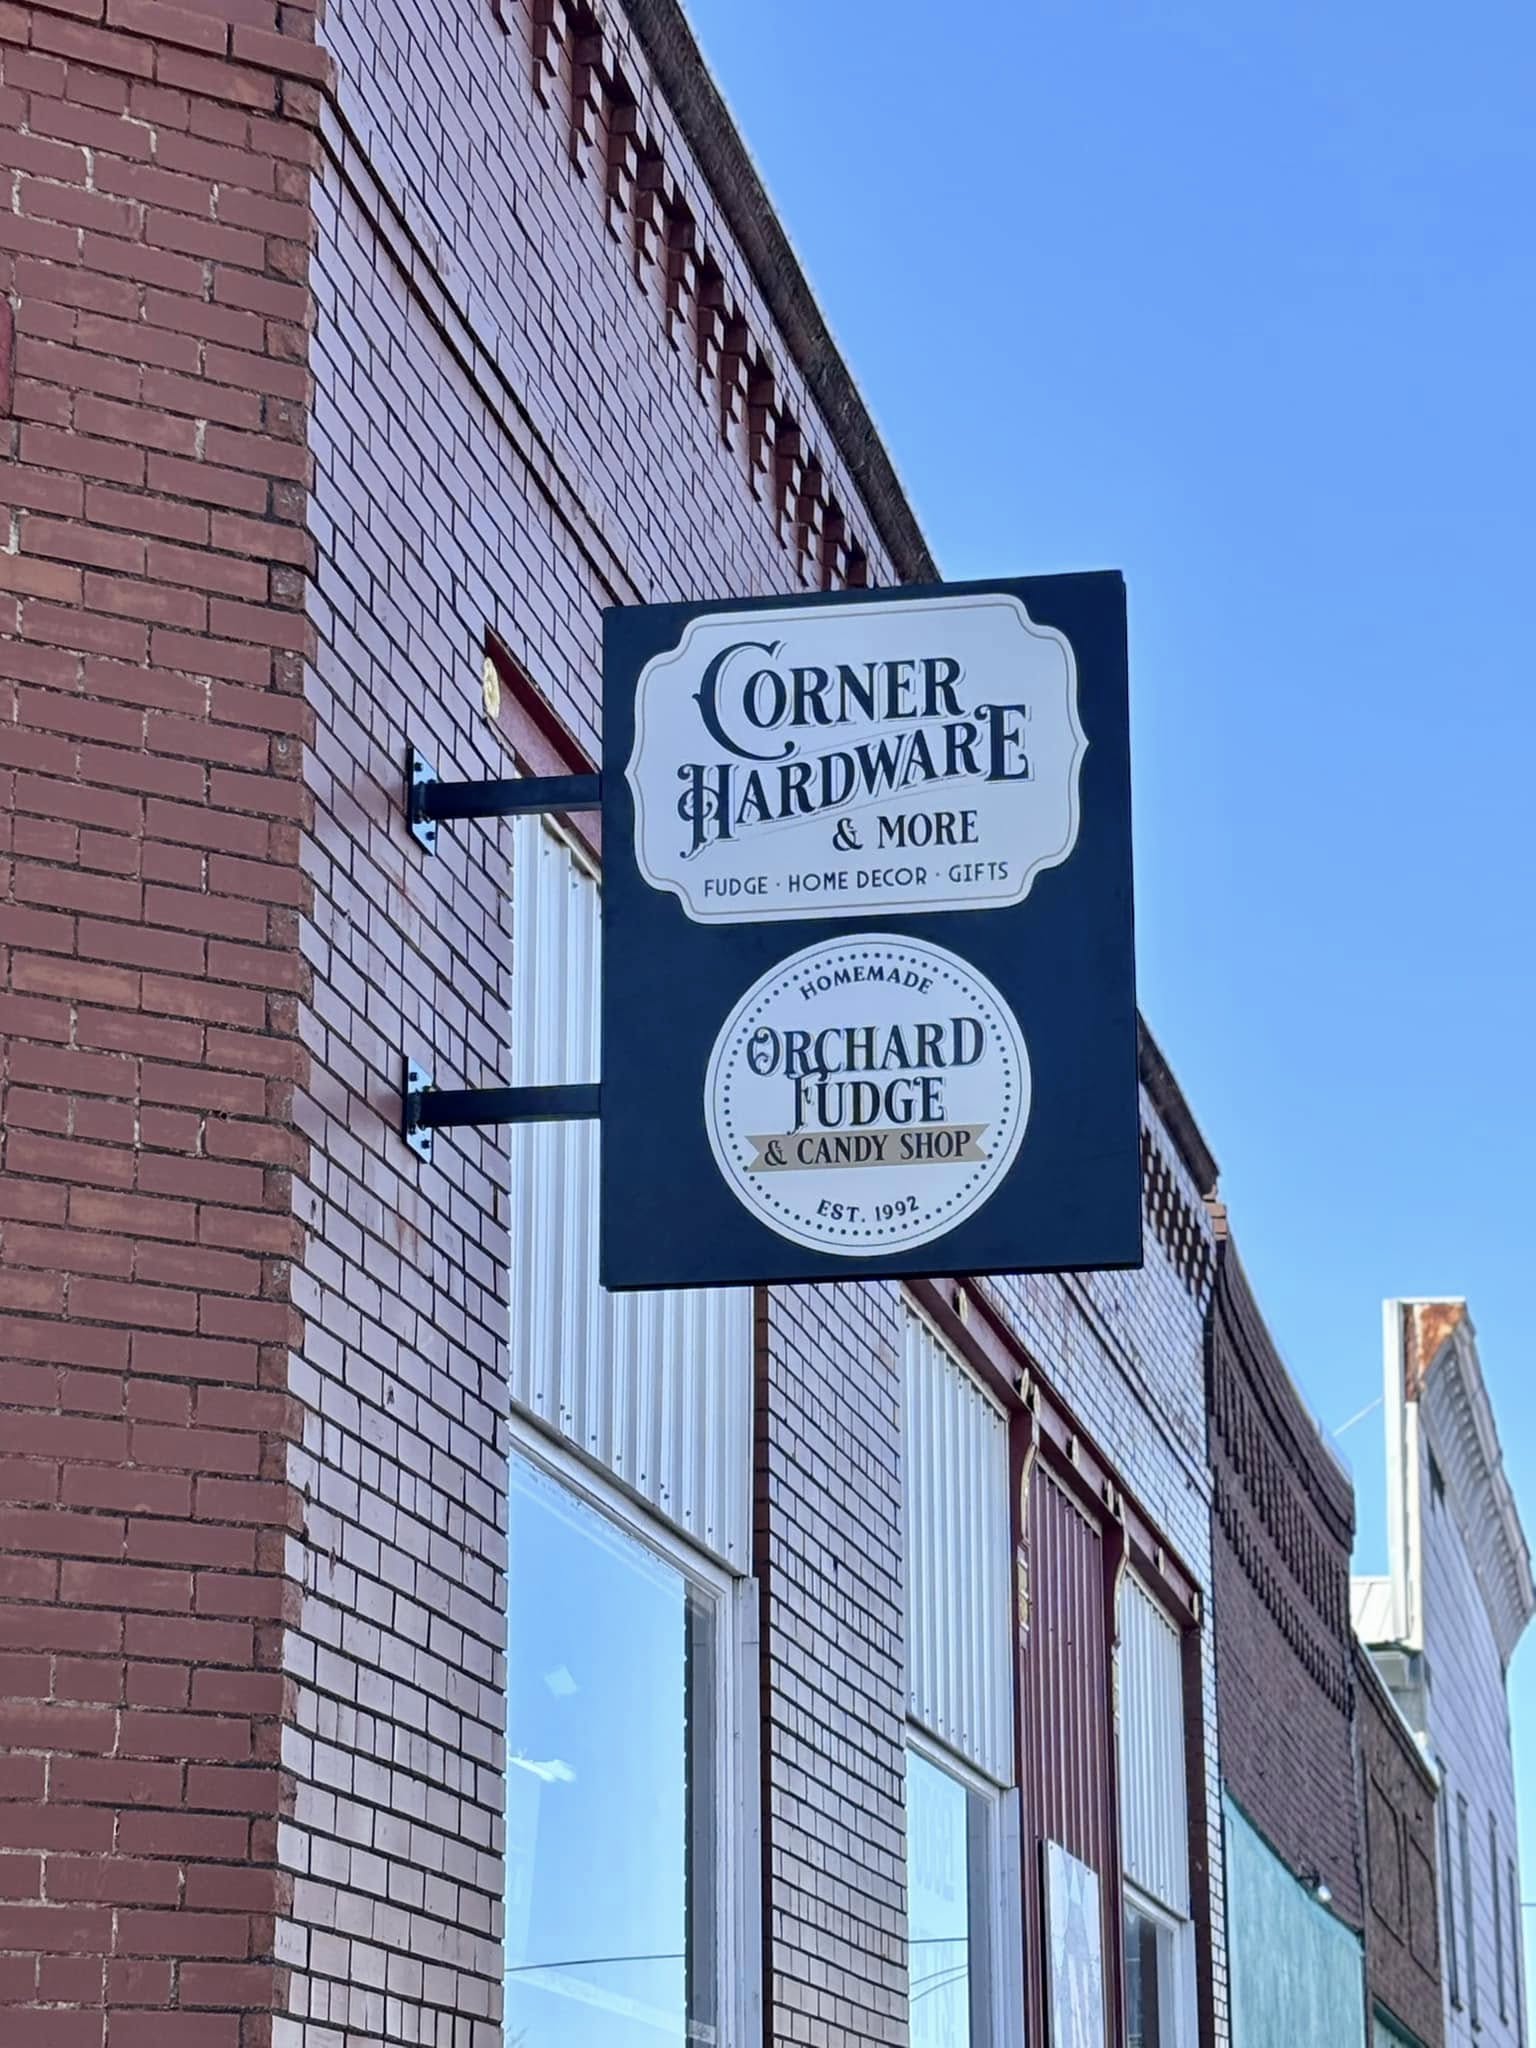 CORNER
HARDWARE
& MORE
FUDGE · HOME DECOR · GIFTS
HOMEMADE
ORCHARD
FUDGE
& CANDY SHOP
EST. 1992